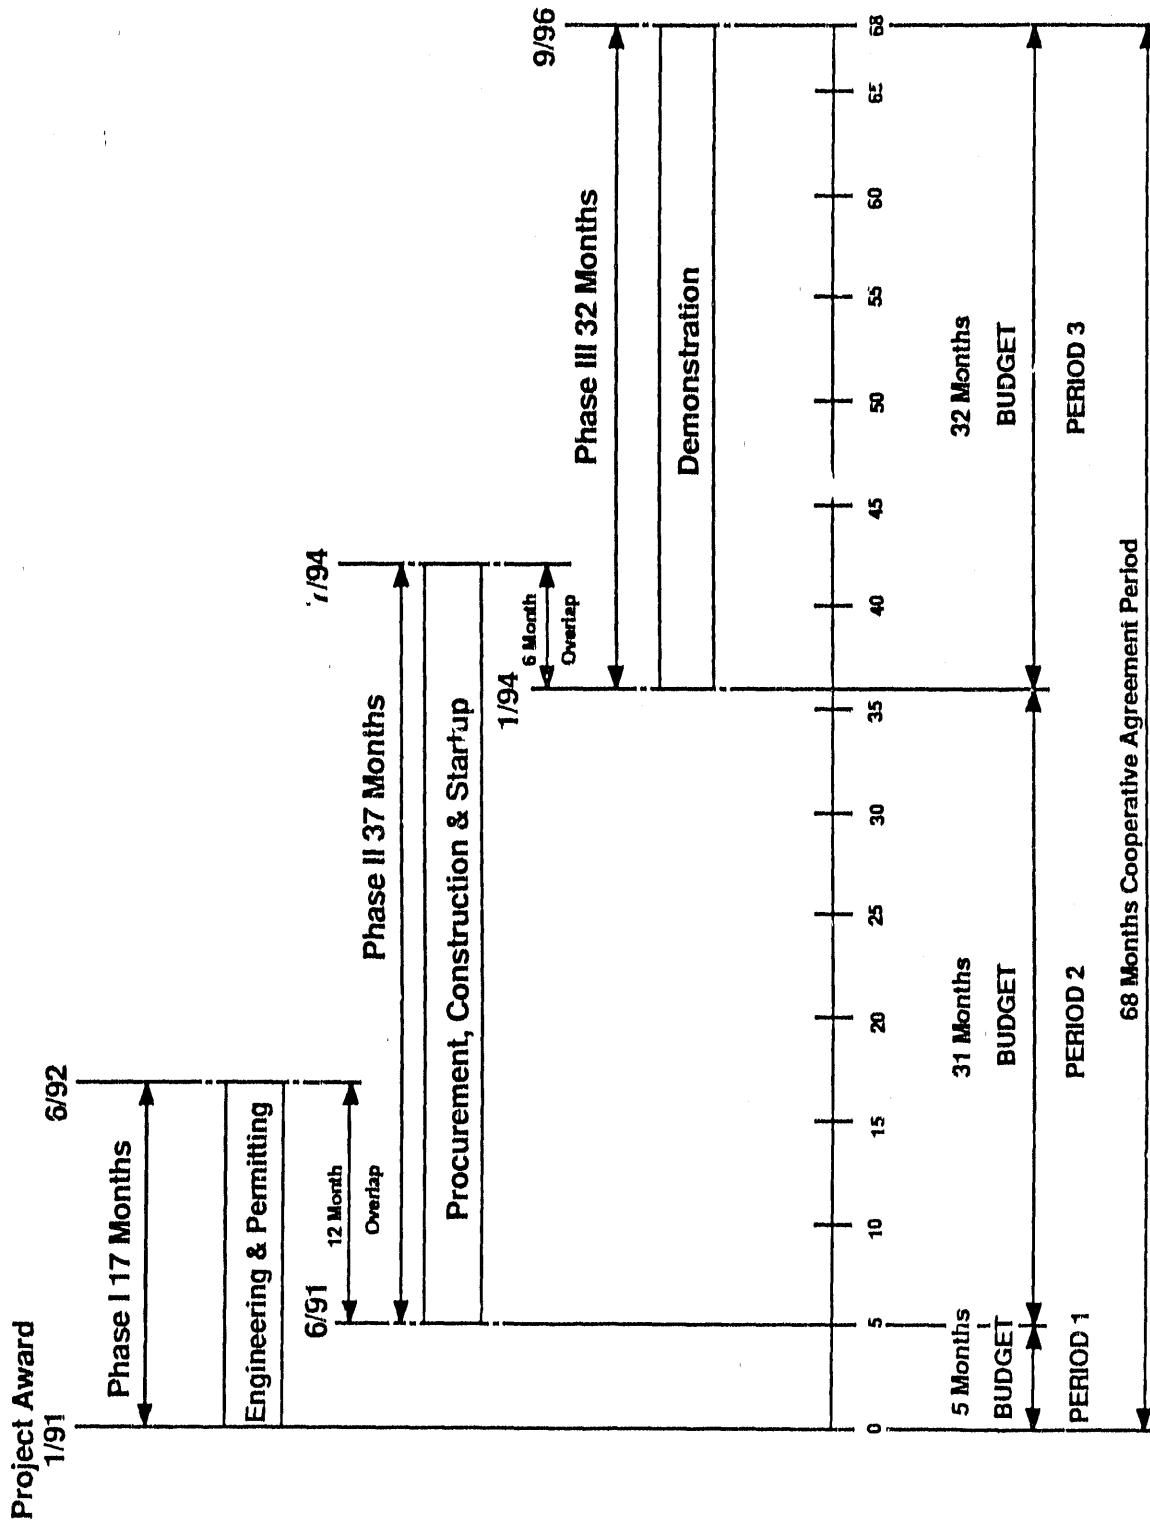 Project Award
1/91
6/92
Phase I 17 Months
Engineering & Permitting
12 Month
Overlap
6/91
7/94
Phase II 37 Months
Procurement, Construction & Startup
6 Month
Overlap
1/94
9/96
Phase III 32 Months
Demonstration
0
5
10
15
20
25
30
35
40
45
50
55
60
65
68
5 Months
BUDGET
PERIOD 1
31 Months
BUDGET
PERIOD 2
32 Months
BUDGET
PERIOD 3
68 Months Cooperative Agreement Period